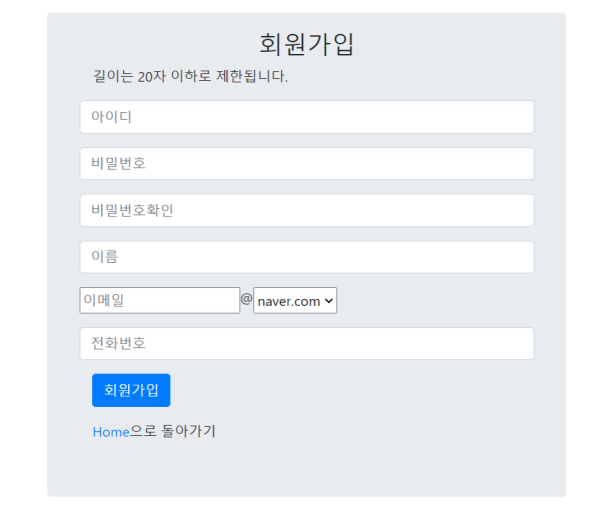 회원가입
길이는 20자 이하로 제한됩니다.
아이디
비밀번호
비밀번호확인
이름
이메일@naver.com
전화번호
회원가입
Home으로 돌아가기